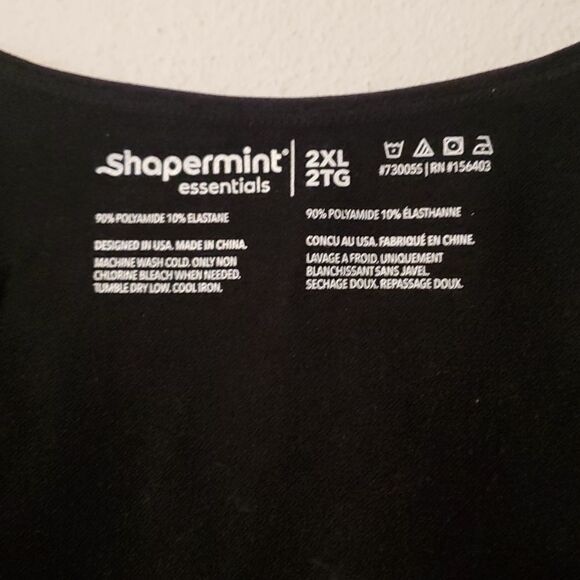 shapermint®
essentials
2XL
2TG
#73005S | RN #156403
90% POLYAMIDE 10% ELASTANE
DESIGNED IN USA. MADE IN CHINA.
MACHINE WASH COLD. ONLY NON
CHLORINE BLEACH WHEN NEEDED.
TUMBLE DRY LOW. COOL IRON.
90% POLYAMIDE 10% ÉLASTHANNE
CONCU AU USA. FABRIQUÉ EN CHINE.
LAVAGE A FROID. UNIQUEMENT
BLANCHISSANT SANS JAVEL.
SECHAGE DOUX. REPASSAGE DOUX.